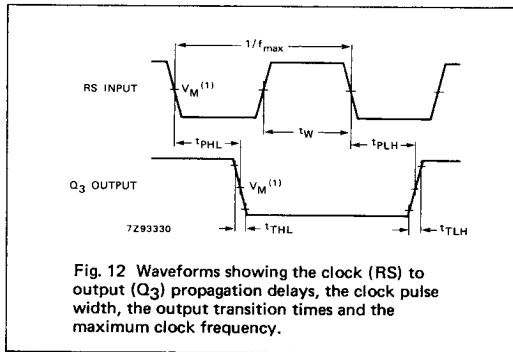 1/fmax
RS INPUT
VM(1)
tPHL
tW
tPLH
Q3 OUTPUT
VM(1)
7Z93330
tTHL
tTLH
Fig. 12 Waveforms showing the clock (RS) to
output (Q3) propagation delays, the clock pulse
width, the output transition times and the
maximum clock frequency.